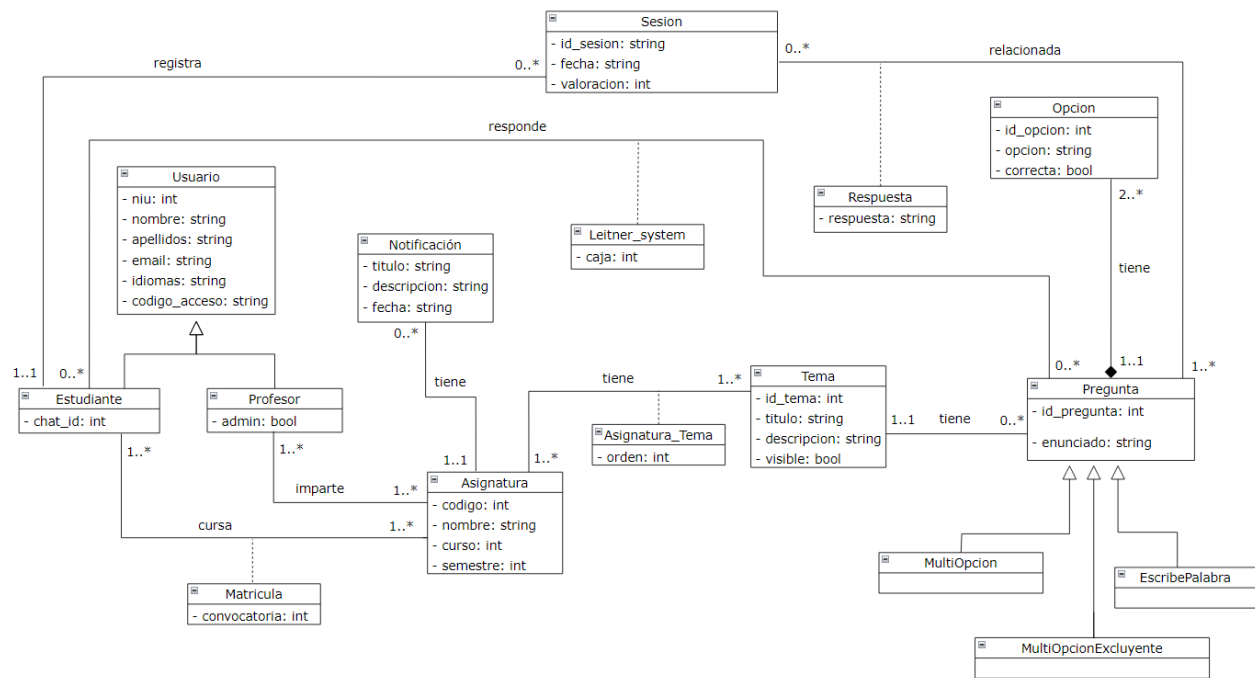 Sesion
- id_sesion: string
- fecha: string
- valoracion: int
registra
0..*
0..*
relacionada
Opcion
- id_opcion: int
- opcion: string
- correcta: bool
responde
Usuario
- niu: int
- nombre: string
- apellidos: string
- email: string
- idiomas: string
- codigo_acceso: string
Respuesta
- respuesta: string
2..*
Leitner_system
- caja: int
Notificación
- titulo: string
- descripcion: string
- fecha: string
tiene
0..*
1..1
0..*
tiene
tiene
1..*
0..*
1..1
1..*
Estudiante
- chat_id: int
Profesor
- admin: bool
Tema
- id_tema: int
- titulo: string
- descripcion: string
- visible: bool
Pregunta
- id_pregunta: int
- enunciado: string
1..1
tiene
0..*
Asignatura_Tema
- orden: int
1..*
1..*
1..1
1..*
imparte
1..*
Asignatura
- codigo: int
- nombre: string
- curso: int
- semestre: int
cursa
1..*
MultiOpcion
EscribePalabra
Matricula
- convocatoria: int
MultiOpcionExcluyente